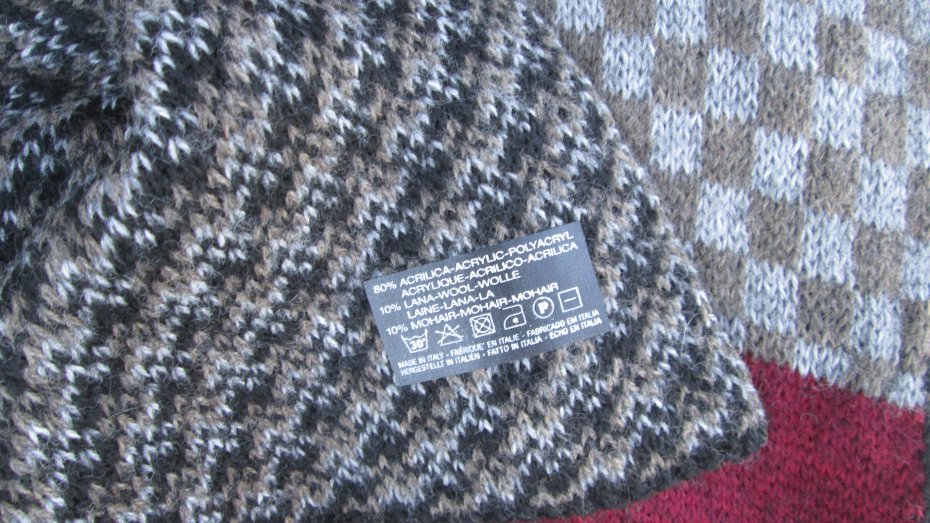 80% ACRILICA-ACRYLIC-POLYACRYL
ACRYLIQUE-ACRILICO-ACRILICA
10% LANA-WOOL-WOLLE
LAINE-LANA-LA
10% MOHAIR-MOHAIR-MOHAIR
30° P
MADE IN ITALY - FABRIQUE' EN ITALIE - FABRICADO EM ITALIA
HERGESTELLT IN ITALIEN - FATTO IN ITALIA - ECHO EN ITALIA